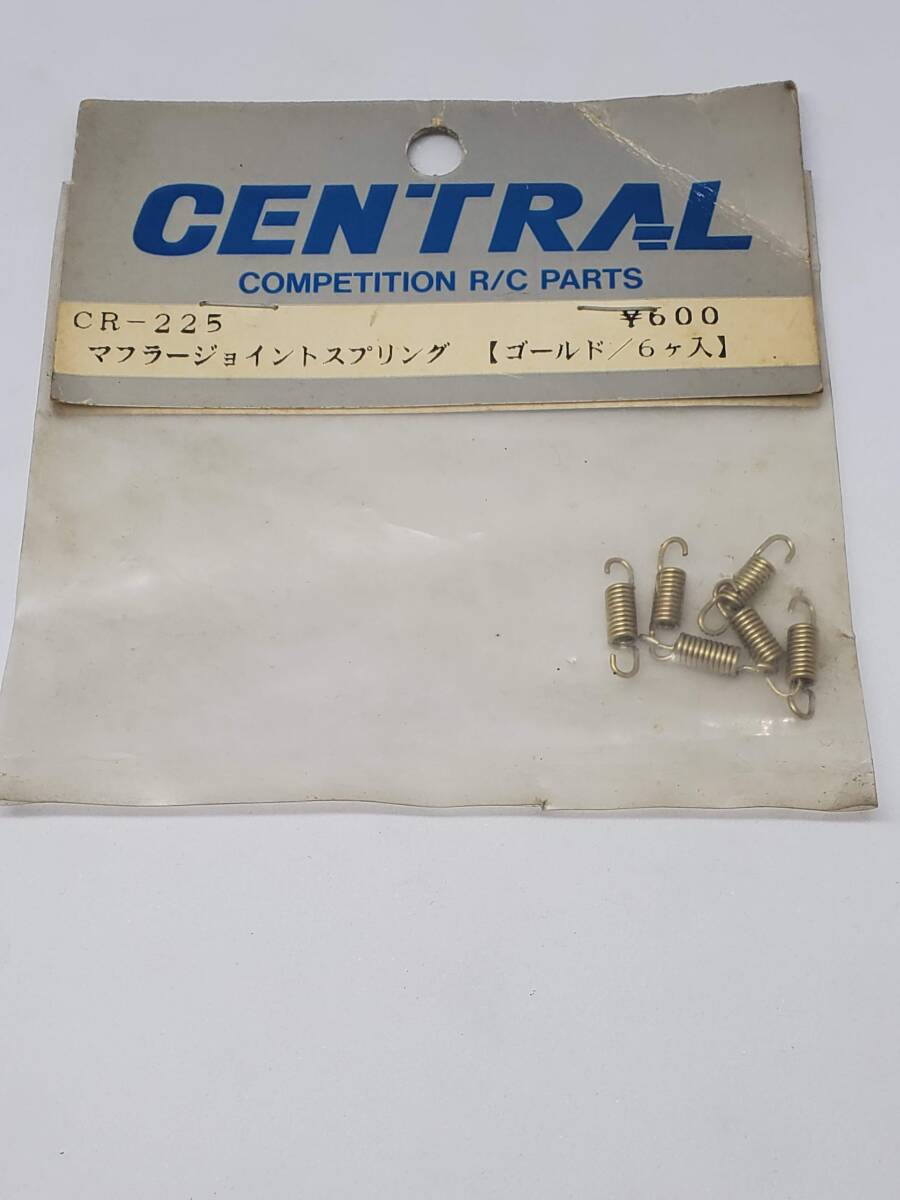 CENTRAL
COMPETITION R/C PARTS
CR-225 ¥600
マフラージョイントスプリング 【ゴールド/6ヶ入】